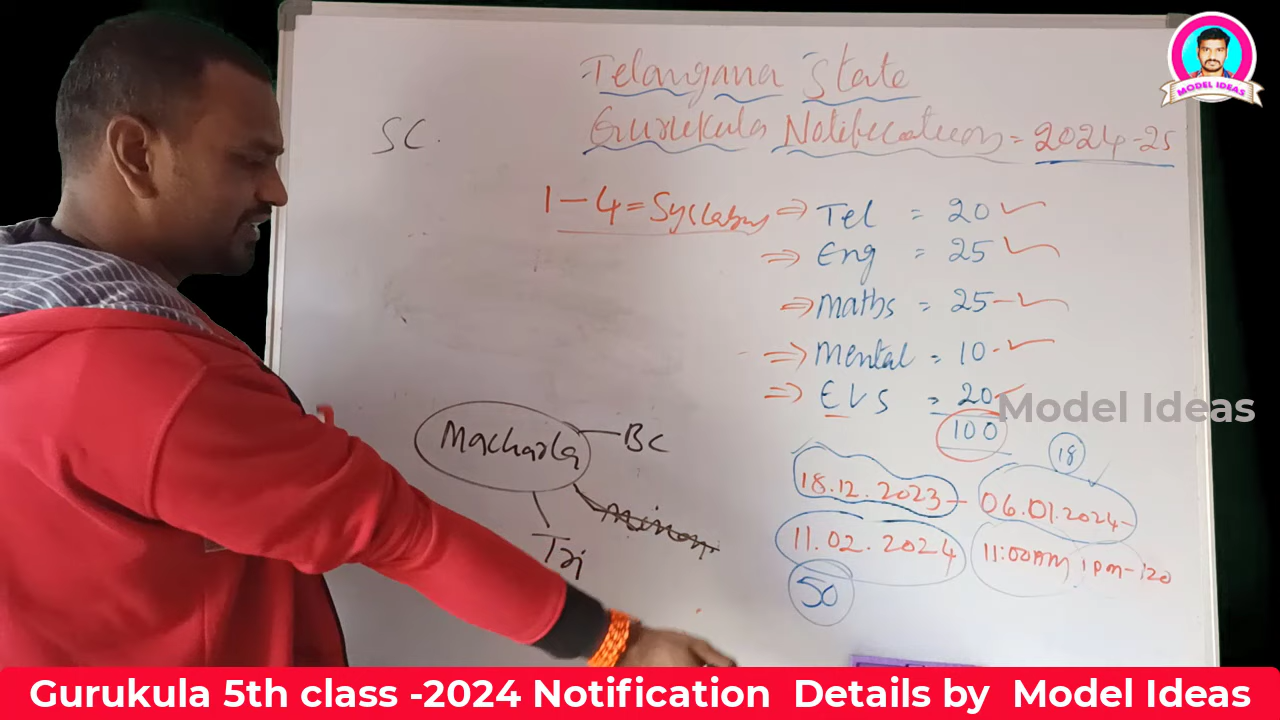 MODEL IDEAS
Telangana State
SC.
Gurukula Notification = 2024-25
1-4 = Syllabus ⇒ Tel = 20 ✓
⇒ Eng = 25 ✓
⇒ Maths = 25 - ✓
⇒ Mental = 10 - ✓
⇒ EVS = 20 ✓
Model Ideas
100
Macharla
BC
18
18.12.2023 - 06.01.2024 -
Tri
11.02.2024
11:00AM 1PM - 120
50
Gurukula 5th class -2024 Notification Details by Model Ideas